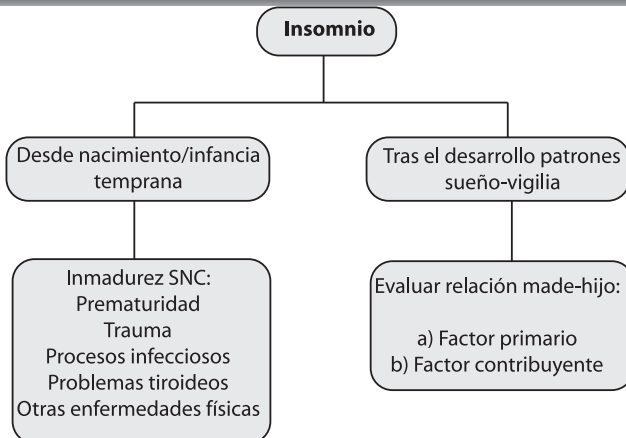 Insomnio
Desde nacimiento/infancia
temprana
Tras el desarrollo patrones
sueño-vigilia
Inmadurez SNC:
Prematuridad
Trauma
Procesos infecciosos
Problemas tiroideos
Otras enfermedades físicas
Evaluar relación made-hijo:
a) Factor primario
b) Factor contribuyente